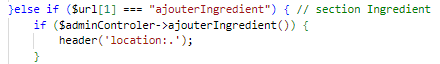 }else if ($url[1] === "ajouterIngredient") { // section Ingredient
    if ($adminControler->ajouterIngredient()) {
        header('location:.');
    }